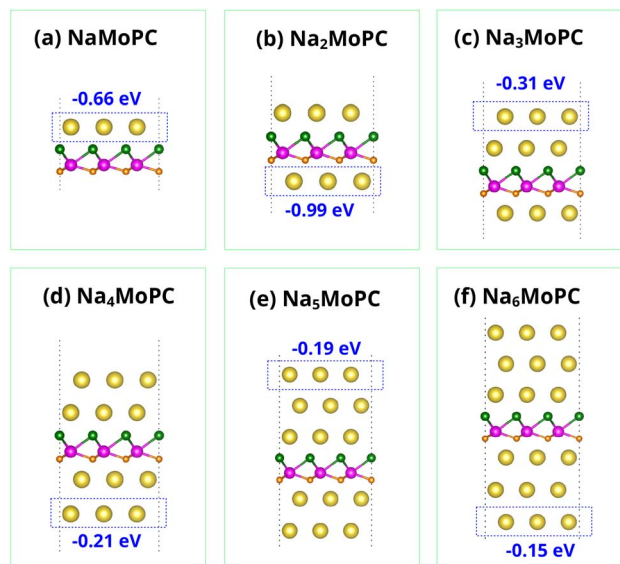 (a) NaMoPC
-0.66 eV
(b) Na₂MoPC
-0.99 eV
(c) Na₃MoPC
-0.31 eV
(d) Na₄MoPC
-0.21 eV
(e) Na₅MoPC
-0.19 eV
(f) Na₆MoPC
-0.15 eV